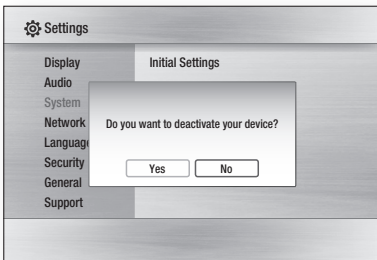 Settings
Display
Initial Settings
Audio
System
Network
Do you want to deactivate your device?
Language
Security
Yes
No
General
Support